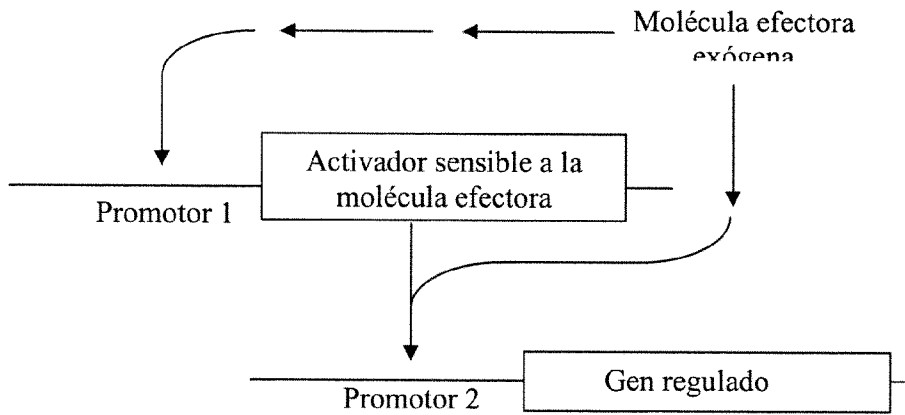 Molécula efectora
exógena
Activador sensible a la
molécula efectora
Promotor 1
Gen regulado
Promotor 2